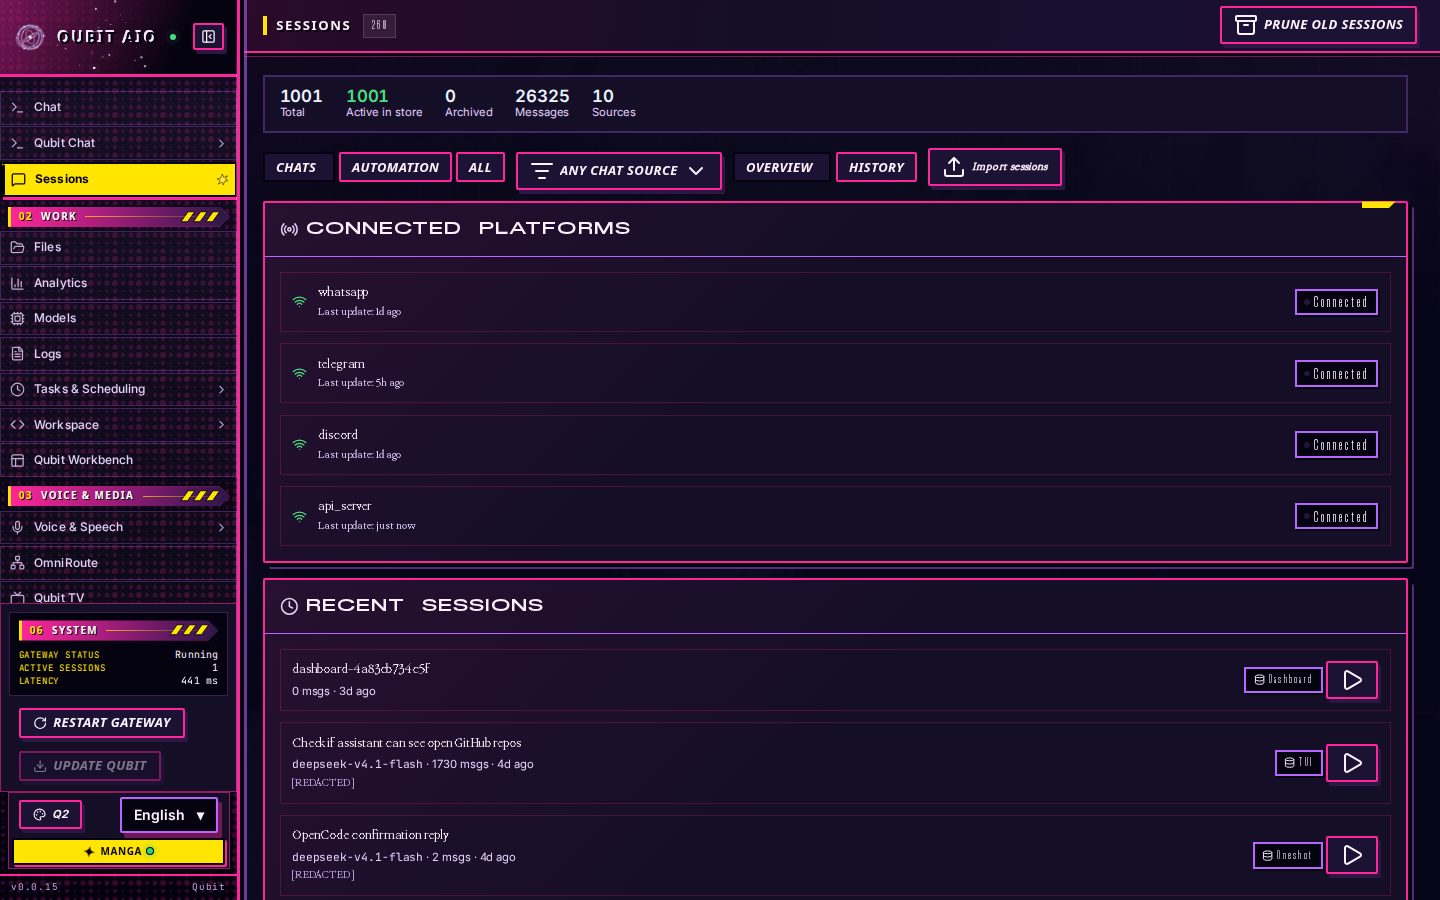 QUBIT AIO
Chat
Qubit Chat
Sessions
02 WORK
Files
Analytics
Models
Logs
Tasks & Scheduling
Workspace
Qubit Workbench
03 VOICE & MEDIA
Voice & Speech
OmniRoute
Qubit TV
06 SYSTEM
GATEWAY STATUS Running
ACTIVE SESSIONS 1
LATENCY 441 ms
RESTART GATEWAY
UPDATE QUBIT
Q2 English
MANGA
v0.0.15 Qubit
SESSIONS 268
PRUNE OLD SESSIONS
1001 1001 0 26325 10
Total Active in store Archived Messages Sources
CHATS AUTOMATION ALL ANY CHAT SOURCE OVERVIEW HISTORY Import sessions
CONNECTED PLATFORMS
whatsapp
Last update: 1d ago
Connected
telegram
Last update: 5h ago
Connected
discord
Last update: 1d ago
Connected
api_server
Last update: just now
Connected
RECENT SESSIONS
dashboard-4a83cb734c5f
0 msgs · 3d ago
Dashboard
Check if assistant can see open GitHub repos
deepseek-v4.1-flash · 1730 msgs · 4d ago
[REDACTED]
TUI
OpenCode confirmation reply
deepseek-v4.1-flash · 2 msgs · 4d ago
[REDACTED]
Oneshot